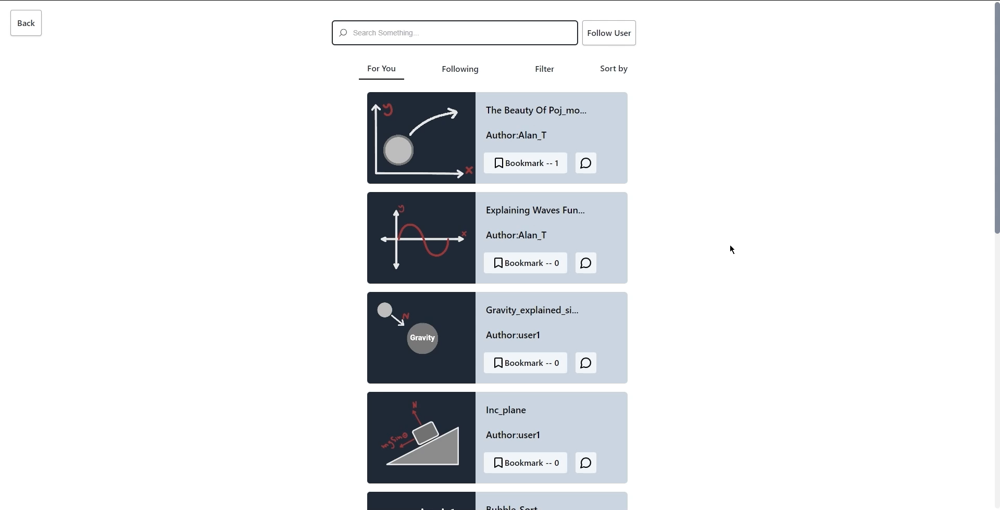 Back
Search Something...
Follow User
For You
Following
Filter
Sort by
y
x
The Beauty Of Poj_mo...
Author:Alan_T
Bookmark -- 1
y
x
Explaining Waves Fun...
Author:Alan_T
Bookmark -- 0
N
Gravity
Gravity_explained_si...
Author:user1
Bookmark -- 0
N
mgSinθ
Inc_plane
Author:user1
Bookmark -- 0